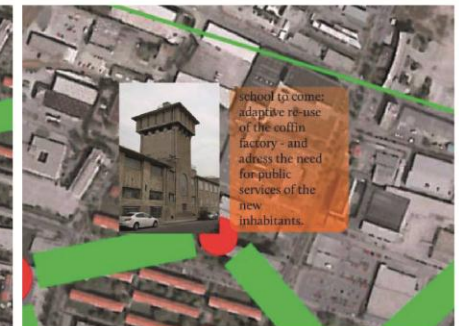 school to come;
adaptive re-use
of the coffin
factory - and
adress the need
for public
services of the
new
inhabitants.